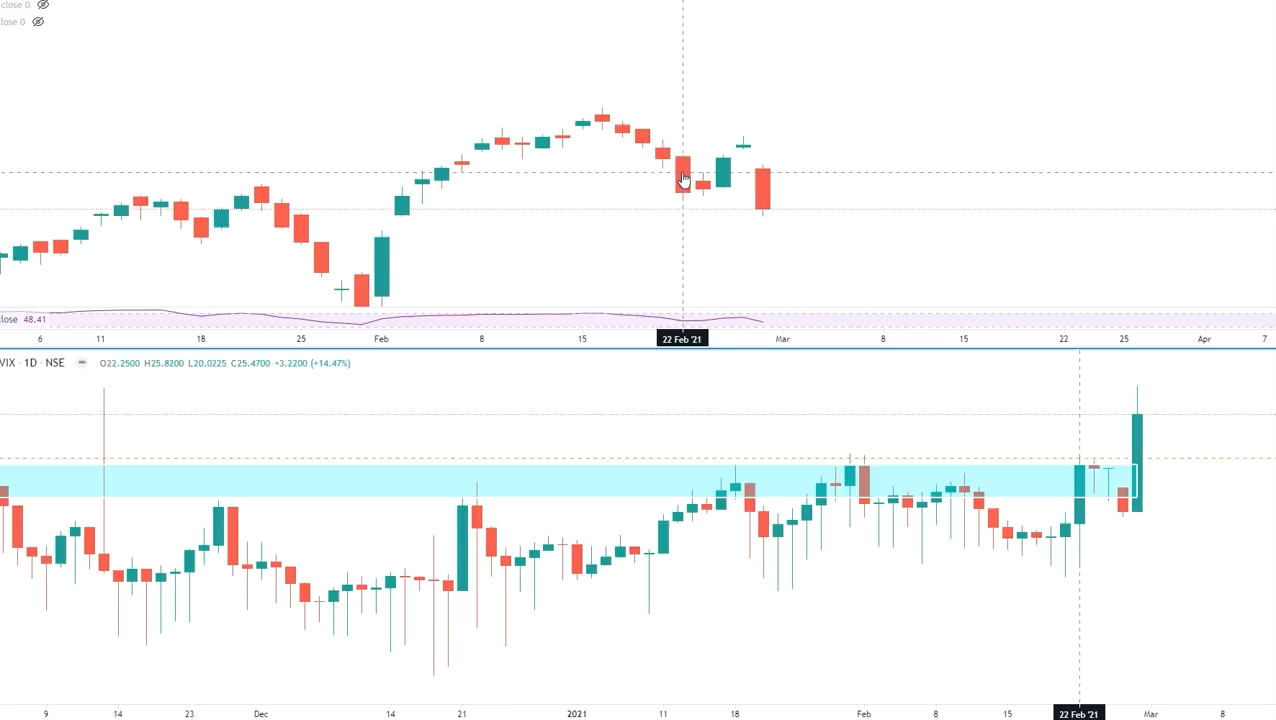 close 0
lose 0
lose 48.41
6 11 18 25 Feb 8 15 22 Feb '21 Mar 8 15 22 25 Apr 7
VIX · 1D · NSE O22.2500 H25.8200 L20.0225 C25.4700 +3.2200 (+14.47%)
9 14 23 Dec 14 21 2021 11 18 Feb 8 15 22 Feb '21 Mar 8